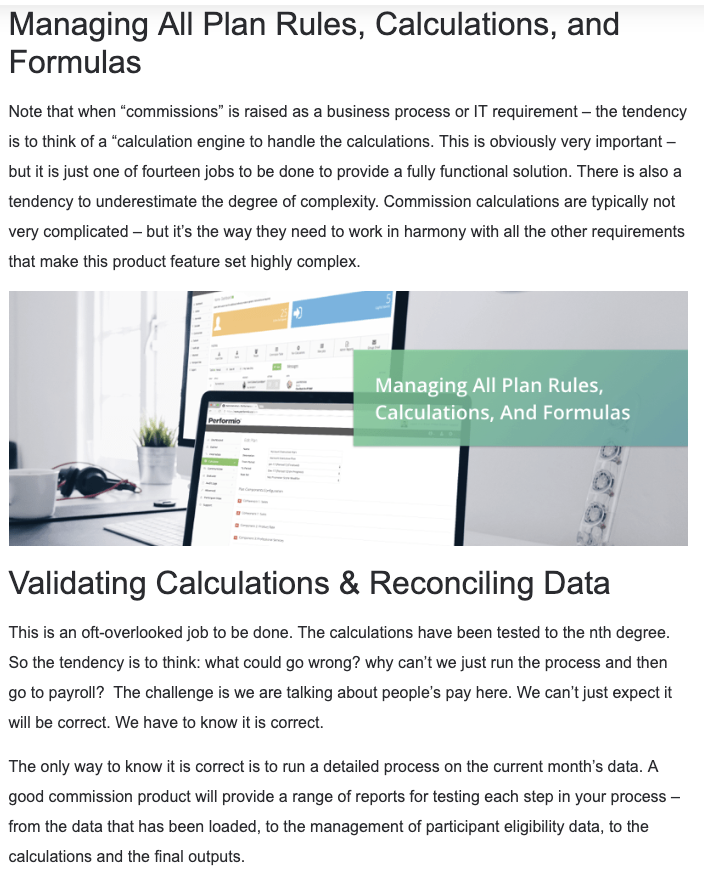 Managing All Plan Rules, Calculations, and
Formulas
Note that when “commissions” is raised as a business process or IT requirement – the tendency
is to think of a “calculation engine to handle the calculations. This is obviously very important –
but it is just one of fourteen jobs to be done to provide a fully functional solution. There is also a
tendency to underestimate the degree of complexity. Commission calculations are typically not
very complicated – but it’s the way they need to work in harmony with all the other requirements
that make this product feature set highly complex.
Managing All Plan Rules,
Calculations, And Formulas
Performio
Validating Calculations & Reconciling Data
This is an oft-overlooked job to be done. The calculations have been tested to the nth degree.
So the tendency is to think: what could go wrong? why can’t we just run the process and then
go to payroll?  The challenge is we are talking about people’s pay here. We can’t just expect it
will be correct. We have to know it is correct.
The only way to know it is correct is to run a detailed process on the current month’s data. A
good commission product will provide a range of reports for testing each step in your process –
from the data that has been loaded, to the management of participant eligibility data, to the
calculations and the final outputs.